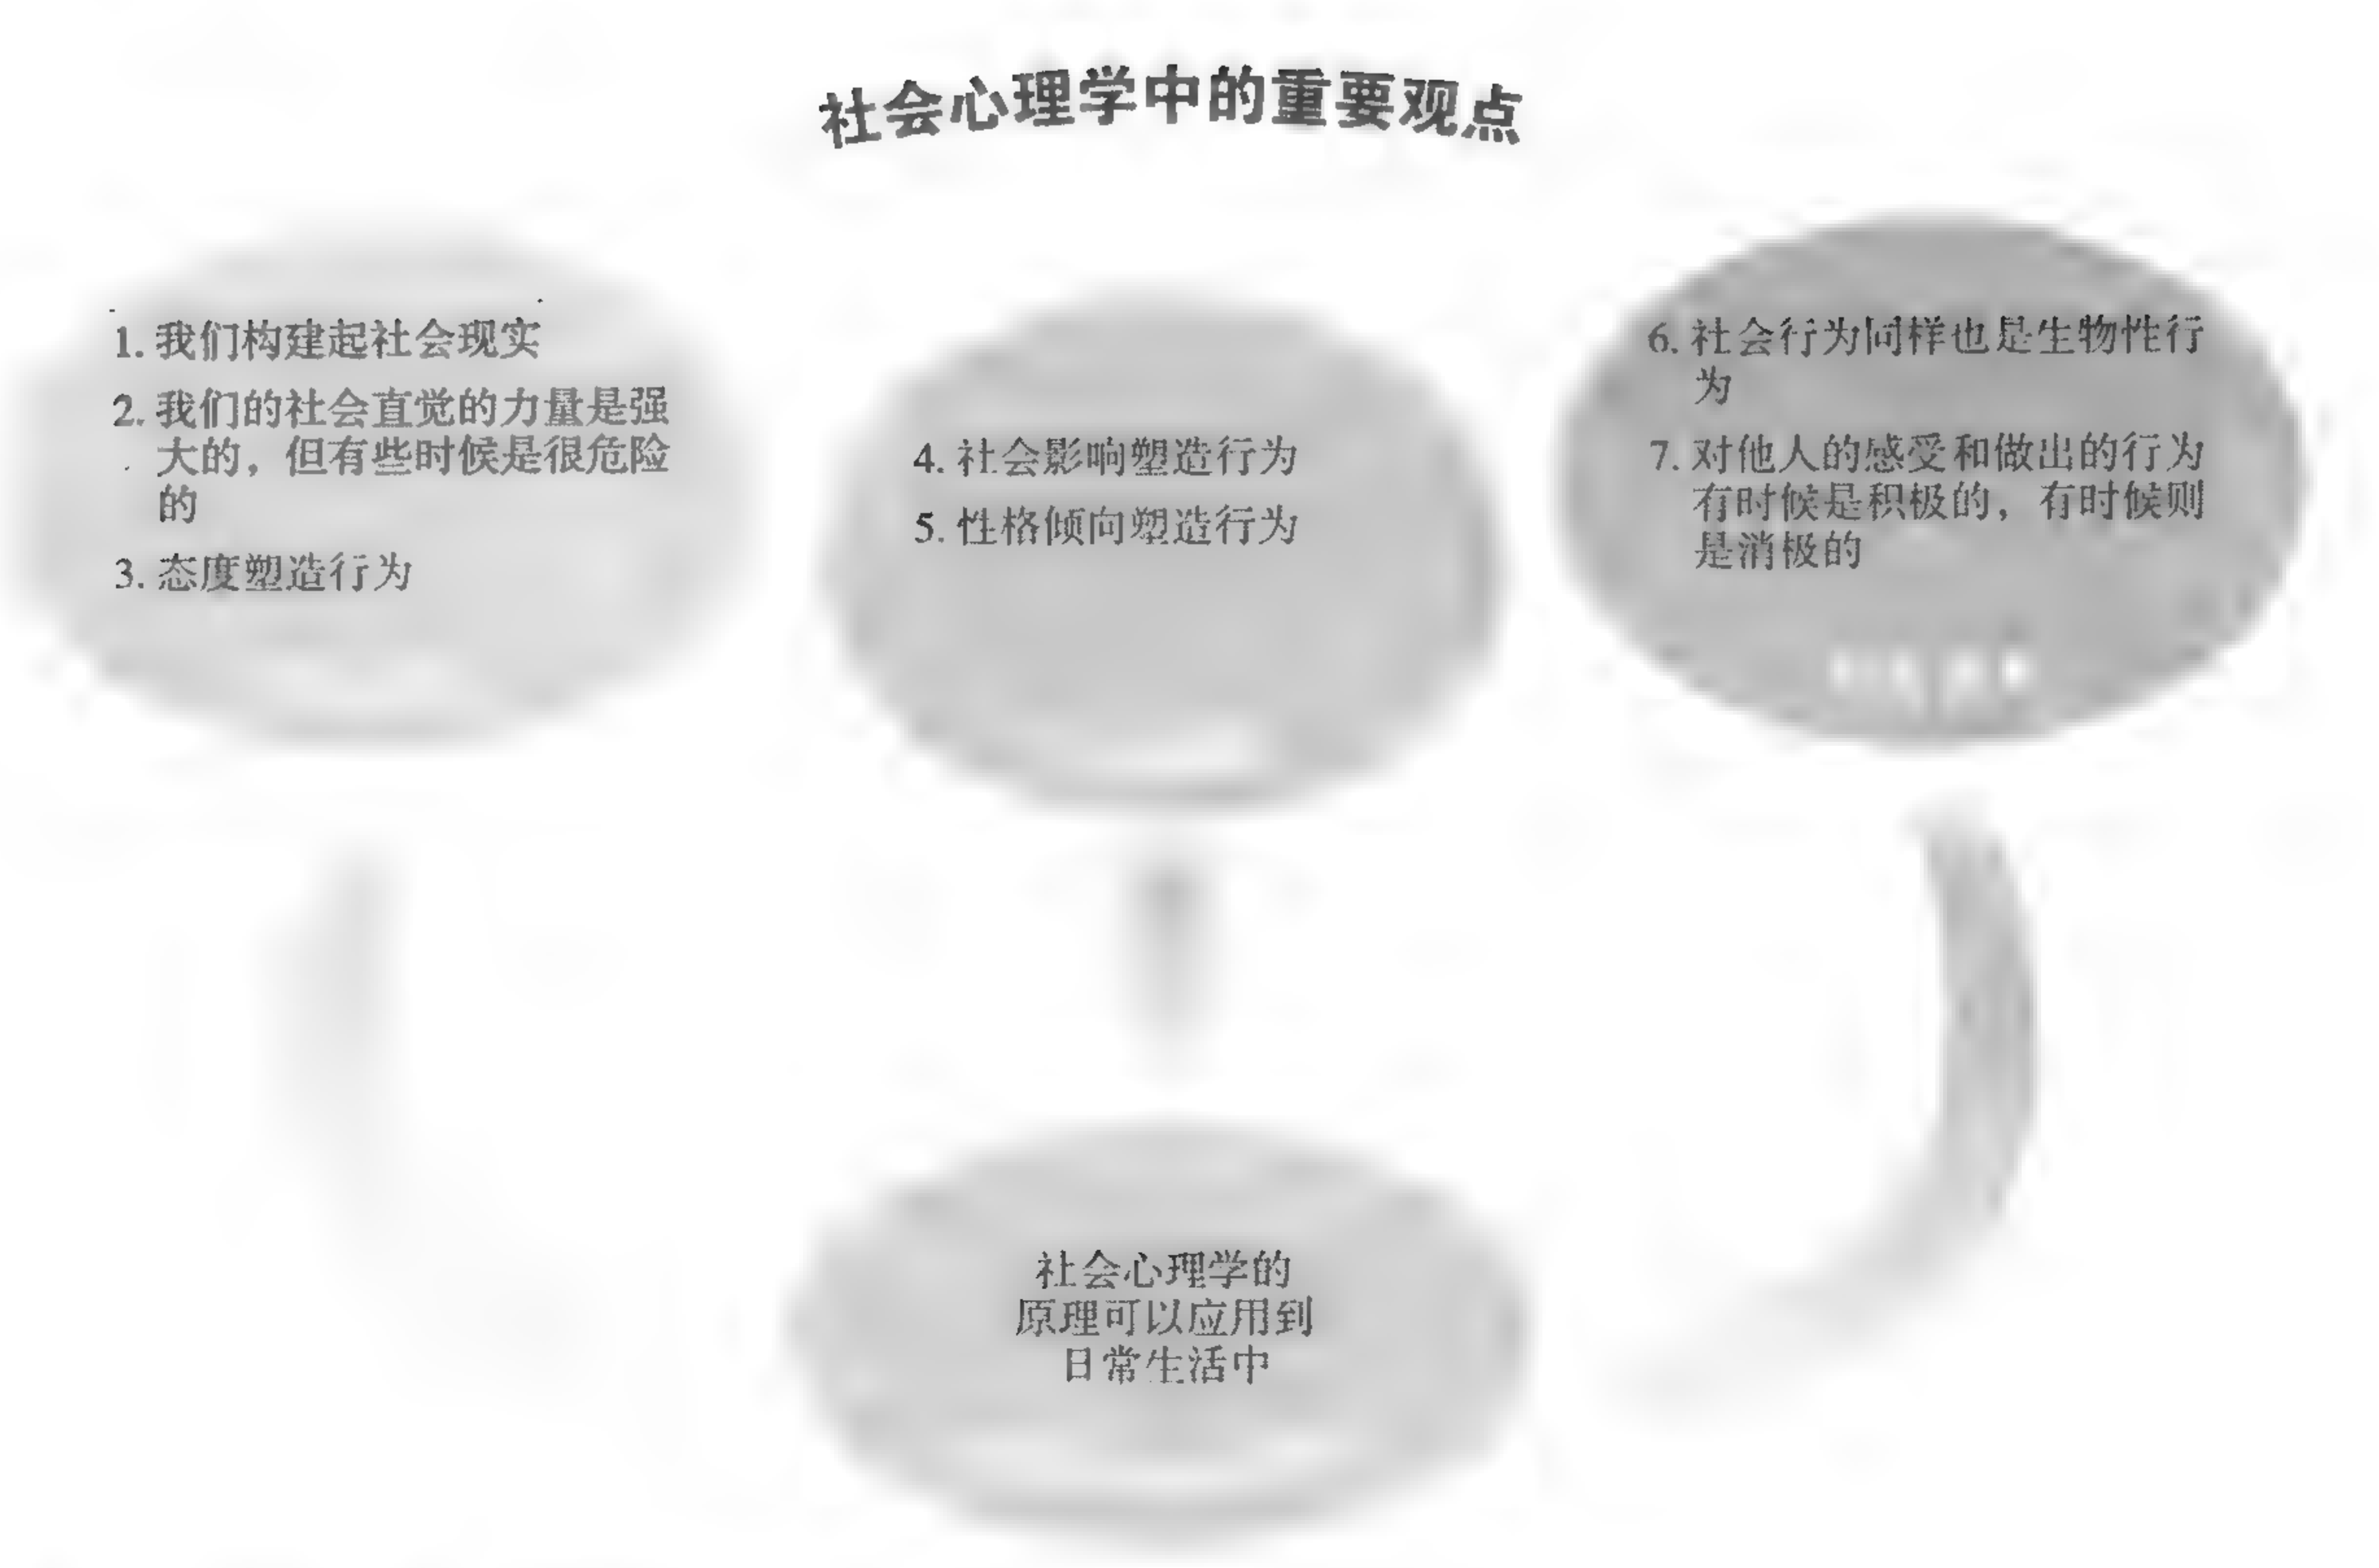 社会心理学中的重要观点
1. 我们构建起社会现实
2. 我们的社会直觉的力量是强
大的，但有些时候是很危险
的
3. 态度塑造行为
4. 社会影响塑造行为
5. 性格倾向塑造行为
6. 社会行为同样也是生物性行
为
7. 对他人的感受和做出的行为
有时候是积极的，有时候则
是消极的
社会心理学的
原理可以应用到
日常生活中